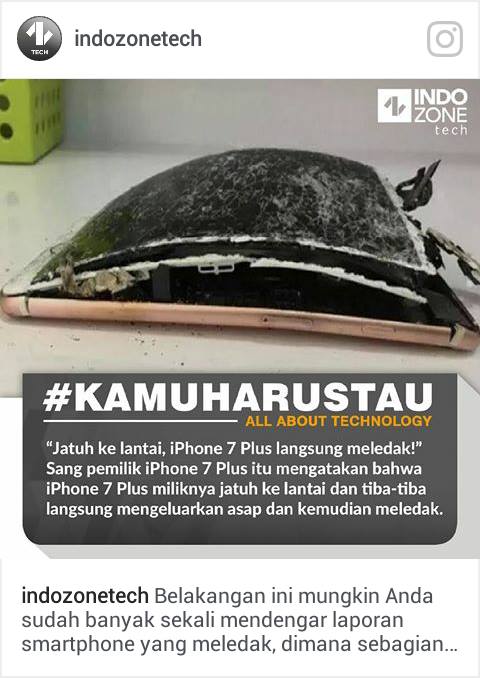 TECH
indozonetech
INDO
ZONE
tech
#KAMUHARUSTAU
ALL ABOUT TECHNOLOGY
“Jatuh ke lantai, iPhone 7 Plus langsung meledak!”
Sang pemilik iPhone 7 Plus itu mengatakan bahwa
iPhone 7 Plus miliknya jatuh ke lantai dan tiba-tiba
langsung mengeluarkan asap dan kemudian meledak.
indozonetech Belakangan ini mungkin Anda
sudah banyak sekali mendengar laporan
smartphone yang meledak, dimana sebagian...